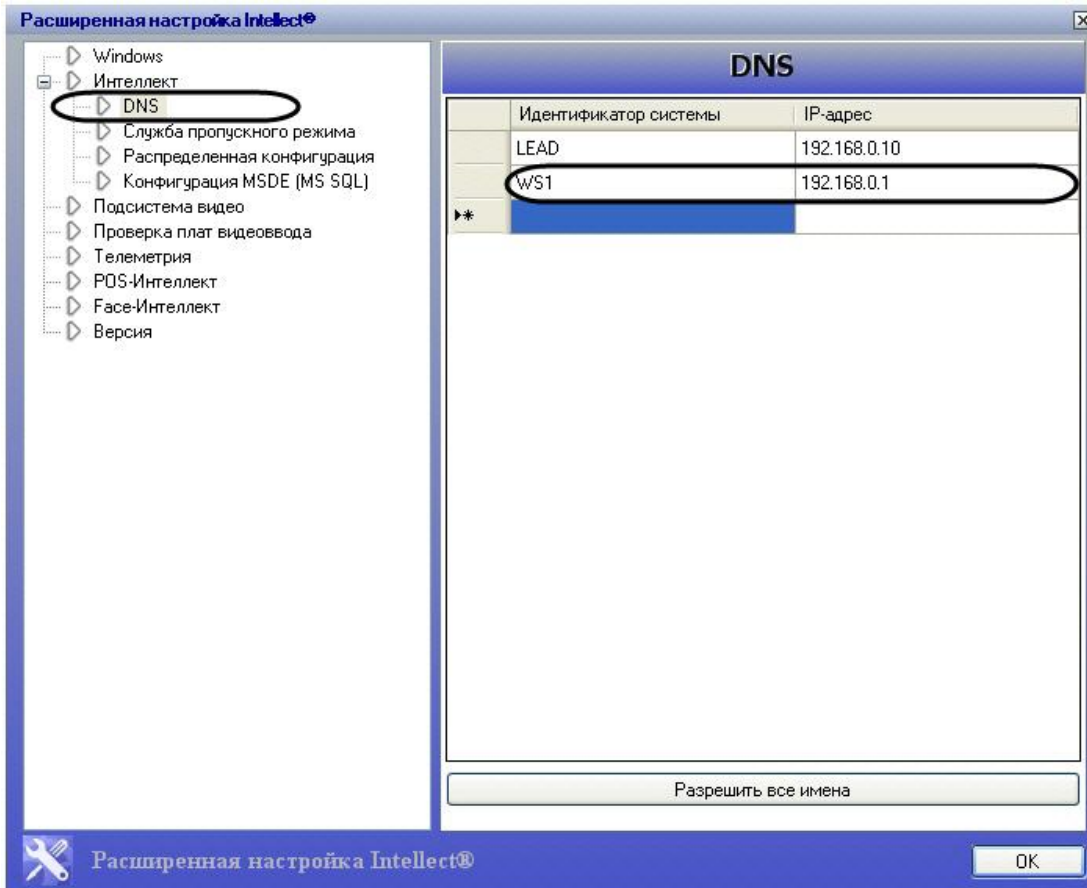 Расширенная настройка Intellect®
Windows
Интеллект
DNS
Служба пропускного режима
Распределенная конфигурация
Конфигурация MSDE (MS SQL)
Подсистема видео
Проверка плат видеоввода
Телеметрия
POS-Интеллект
Face-Интеллект
Версия
DNS
Идентификатор системы IP-адрес
LEAD 192.168.0.10
WS1 192.168.0.1
Разрешить все имена
Расширенная настройка Intellect®
OK